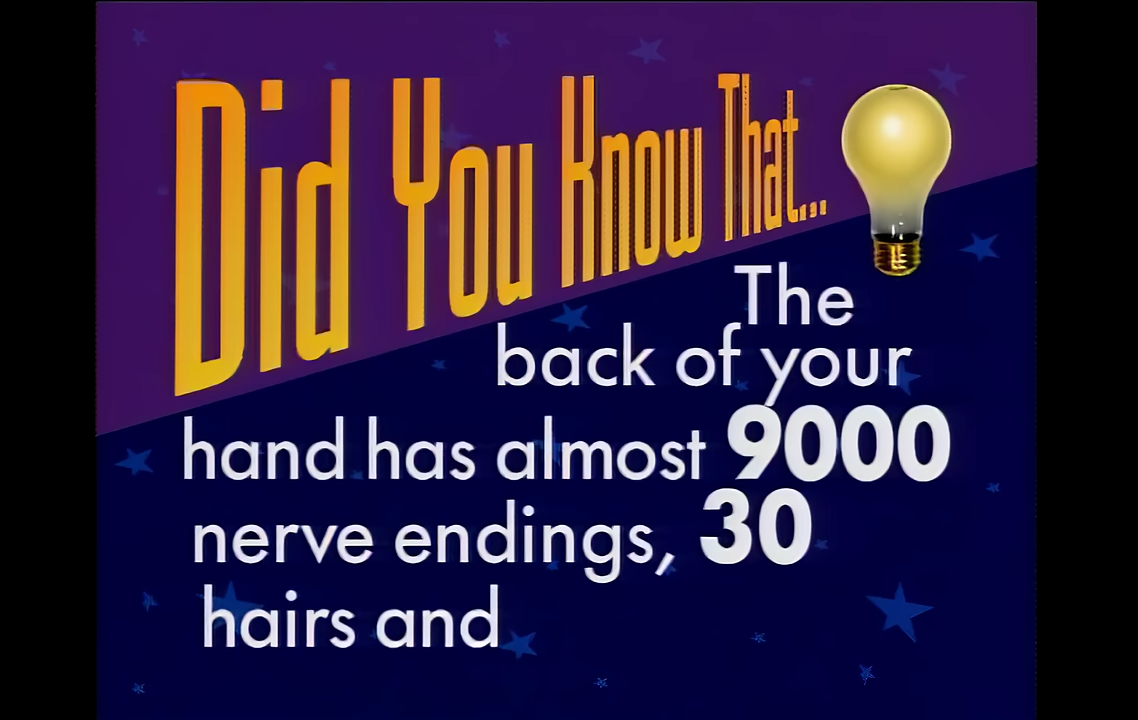 Did You Know That...
The
back of your
hand has almost 9000
nerve endings, 30
hairs and